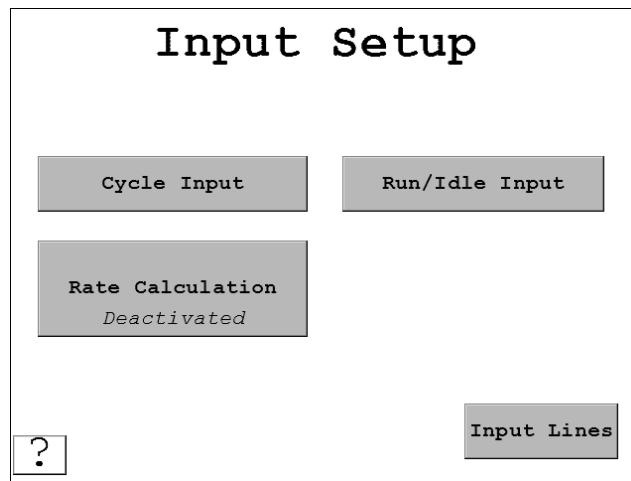 Input Setup
Cycle Input
Run/Idle Input
Rate Calculation
Deactivated
Input Lines
?